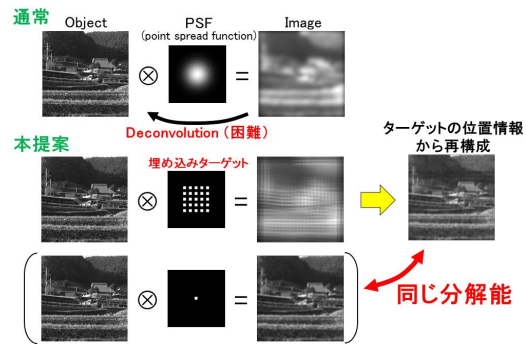 通常
Object
PSF
(point spread function)
Image
⊗
=
Deconvolution (困難)
本提案
埋め込みターゲット
⊗
=
ターゲットの位置情報
から再構成
⊗
=
同じ分解能